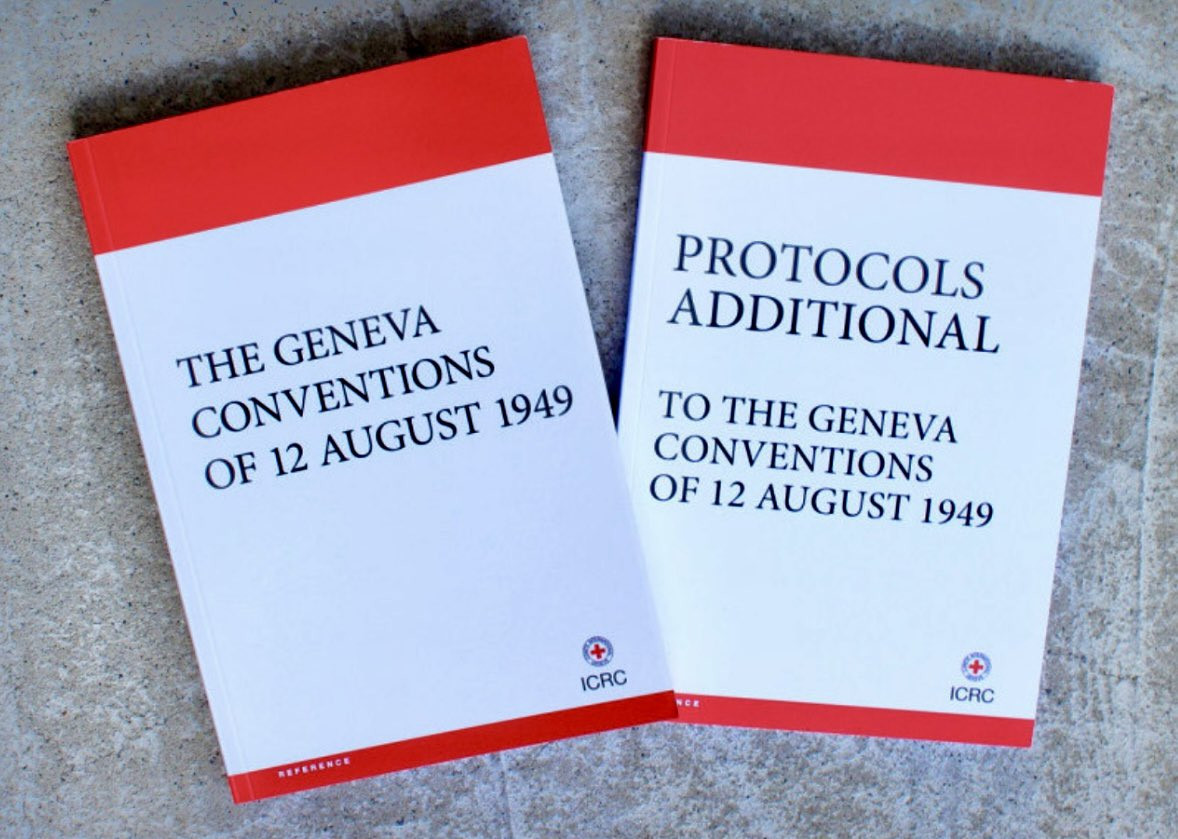 THE GENEVA
CONVENTIONS
OF 12 AUGUST 1949
ICRC
REFERENCE
PROTOCOLS
ADDITIONAL
TO THE GENEVA
CONVENTIONS
OF 12 AUGUST 1949
ICRC
NCE